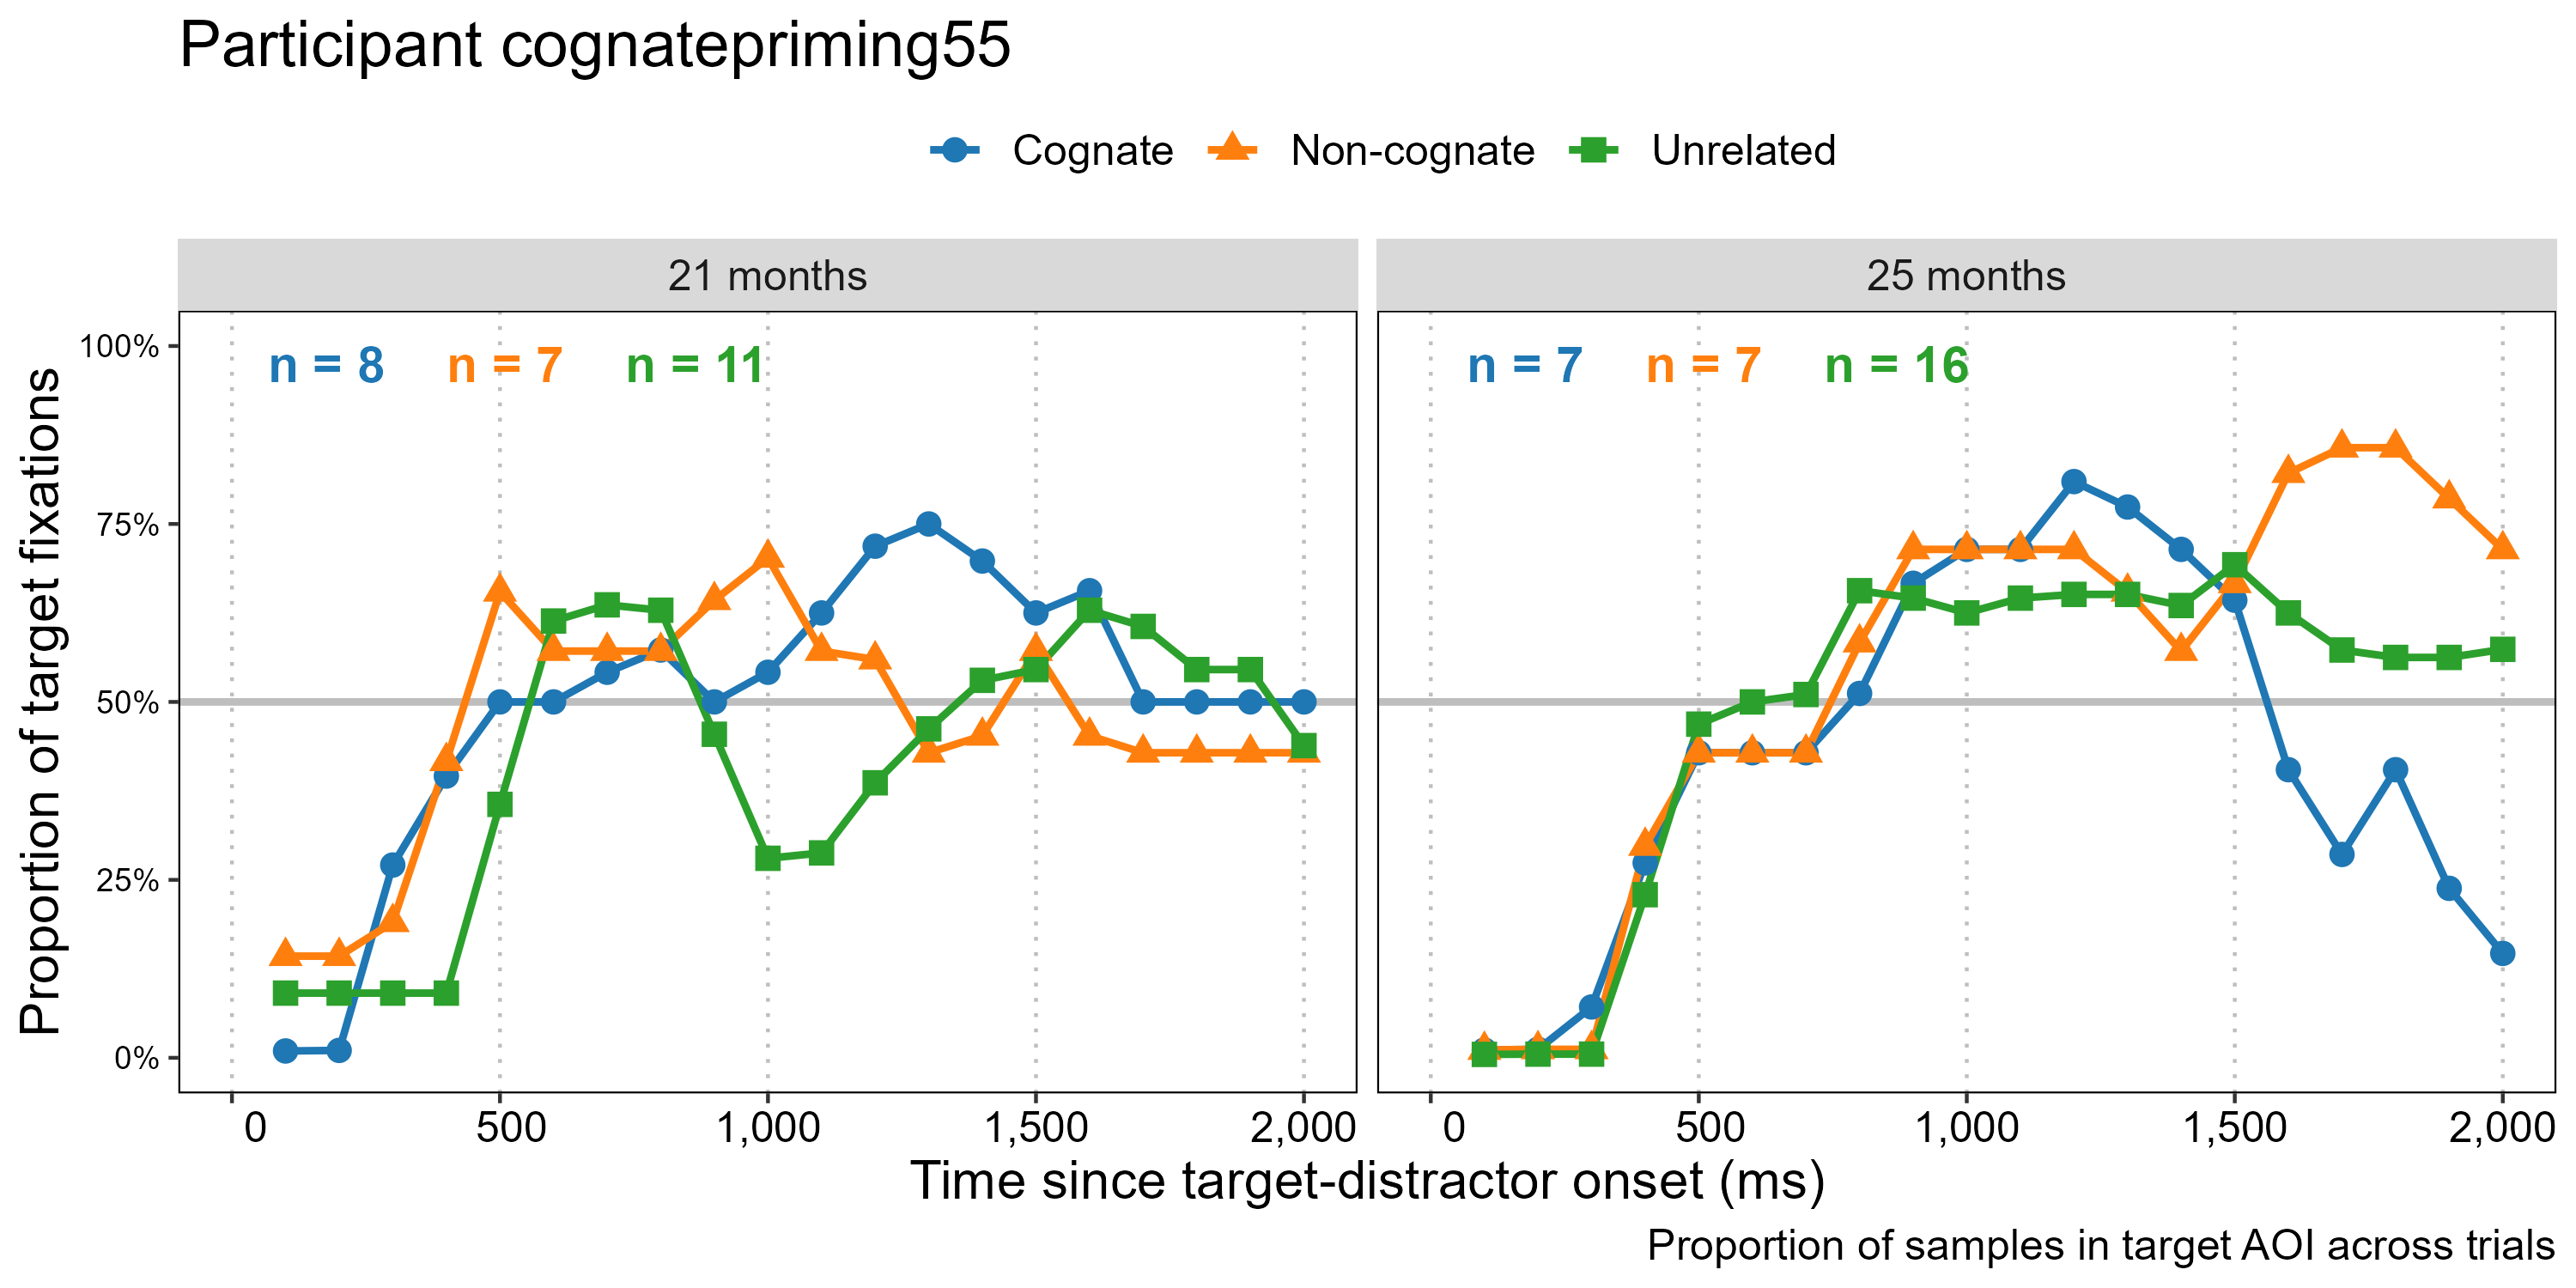 Participant cognatepriming55
Cognate Non-cognate Unrelated
21 months 25 months
100%
75%
50%
25%
0%
n = 8 n = 7 n = 11
n = 7 n = 7 n = 16
Proportion of target fixations
0 500 1,000 1,500 2,000
0 500 1,000 1,500 2,000
Time since target-distractor onset (ms)
Proportion of samples in target AOI across trials